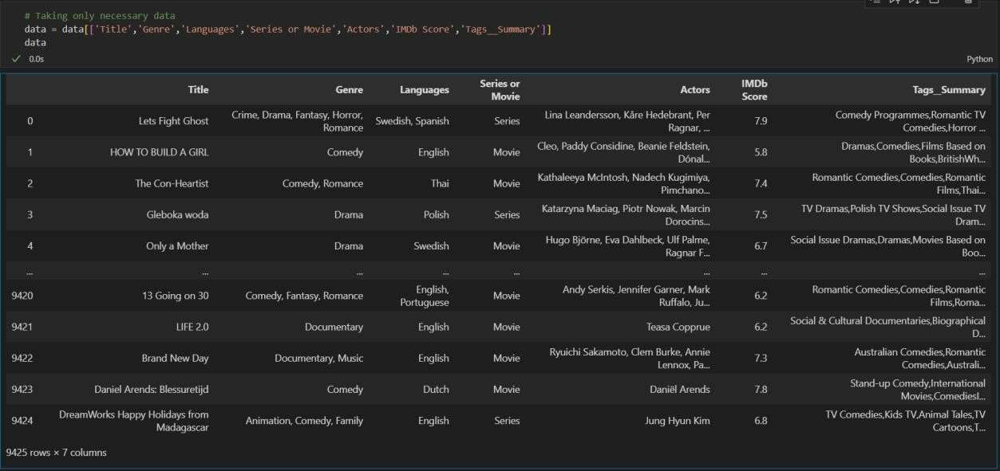 # Taking only necessary data
data = data[['Title','Genre','Languages','Series or Movie','Actors','IMDb Score','Tags__Summary']]
data
0.0s
Python
Title Genre Languages Series or Movie Actors IMDb Score Tags__Summary
0 Lets Fight Ghost Crime, Drama, Fantasy, Horror, Romance Swedish, Spanish Series Lina Leandersson, Kåre Hedebrant, Per Ragnar, ... 7.9 Comedy Programmes,Romantic TV Comedies,Horror ...
1 HOW TO BUILD A GIRL Comedy English Movie Cleo, Paddy Considine, Beanie Feldstein, Dónal... 5.8 Dramas,Comedies,Films Based on Books,BritishWh...
2 The Con-Heartist Comedy, Romance Thai Movie Kathaleeya McIntosh, Nadech Kugimiya, Pimchano... 7.4 Romantic Comedies,Comedies,Romantic Films,Thai...
3 Gleboka woda Drama Polish Series Katarzyna Maciag, Piotr Nowak, Marcin Dorocins... 7.5 TV Dramas,Polish TV Shows,Social Issue TV Dram...
4 Only a Mother Drama Swedish Movie Hugo Björne, Eva Dahlbeck, Ulf Palme, Ragnar F... 6.7 Social Issue Dramas,Dramas,Movies Based on Boo...
... ... ... ... ... ... ... ...
9420 13 Going on 30 Comedy, Fantasy, Romance English, Portuguese Movie Andy Serkis, Jennifer Garner, Mark Ruffalo, Ju... 6.2 Romantic Comedies,Comedies,Romantic Films,Roma...
9421 LIFE 2.0 Documentary English Movie Teasa Copprue 6.2 Social & Cultural Documentaries,Biographical D...
9422 Brand New Day Documentary, Music English Movie Ryuichi Sakamoto, Clem Burke, Annie Lennox, Pa... 7.3 Australian Comedies,Romantic Comedies,Australi...
9423 Daniel Arends: Blessuretijd Comedy Dutch Movie Daniël Arends 7.8 Stand-up Comedy,International Movies,ComediesI...
9424 DreamWorks Happy Holidays from Madagascar Animation, Comedy, Family English Series Jung Hyun Kim 6.8 TV Comedies,Kids TV,Animal Tales,TV Cartoons,T...
9425 rows × 7 columns